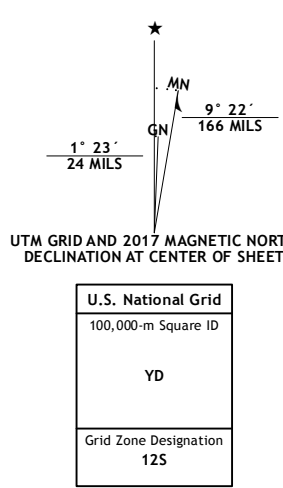 MN
9° 22´
166 MILS
GN
1° 23´
24 MILS
UTM GRID AND 2017 MAGNETIC NORT
DECLINATION AT CENTER OF SHEET
U.S. National Grid
100,000-m Square ID
YD
Grid Zone Designation
12S